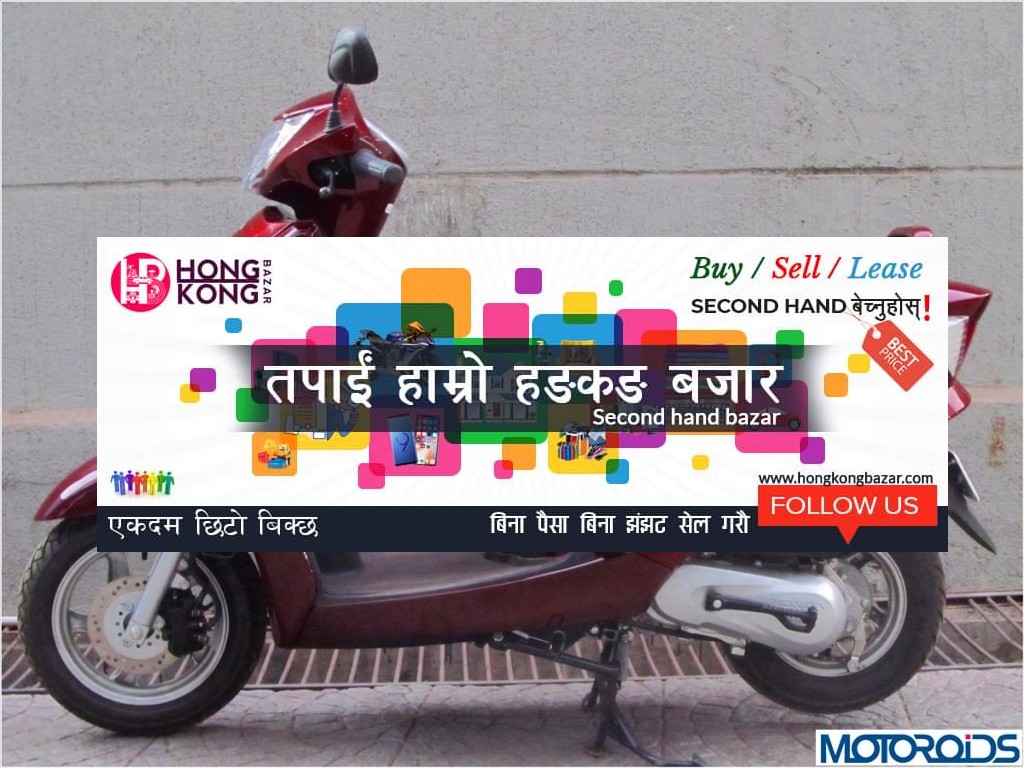 HONG
KONG
BAZAR
Buy / Sell / Lease
SECOND HAND बेच्नुहोस्!
BEST
PRICE
तपाईं हाम्रो हङकङ बजार
Second hand bazar
www.hongkongbazar.com
FOLLOW US
एकदम छिटो बिक्छ
बिना पैसा बिना झंझट सेल गरौ
MOTOROiDS